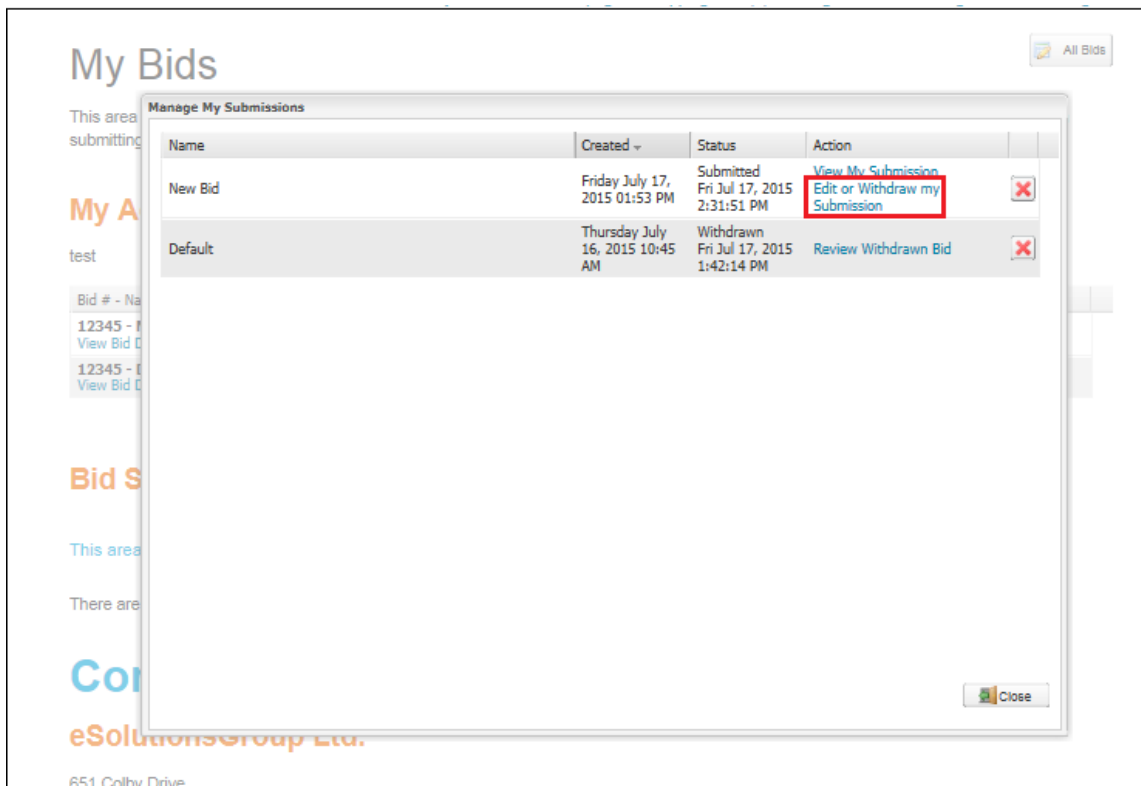 My Bids
All Bids
This area
submitting
Manage My Submissions
Name Created Status Action
New Bid
Friday July 17,
2015 01:53 PM
Submitted
Fri Jul 17, 2015
2:31:51 PM
View My Submission
Edit or Withdraw my
Submission
My A
test
Default
Thursday July
16, 2015 10:45
AM
Withdrawn
Fri Jul 17, 2015
1:42:14 PM
Review Withdrawn Bid
Bid # - Na
12345 -
View Bid
12345 -
View Bid
Bid S
This area
There are
Close
eSolutionsGroup Ltd.
651 Colby Drive